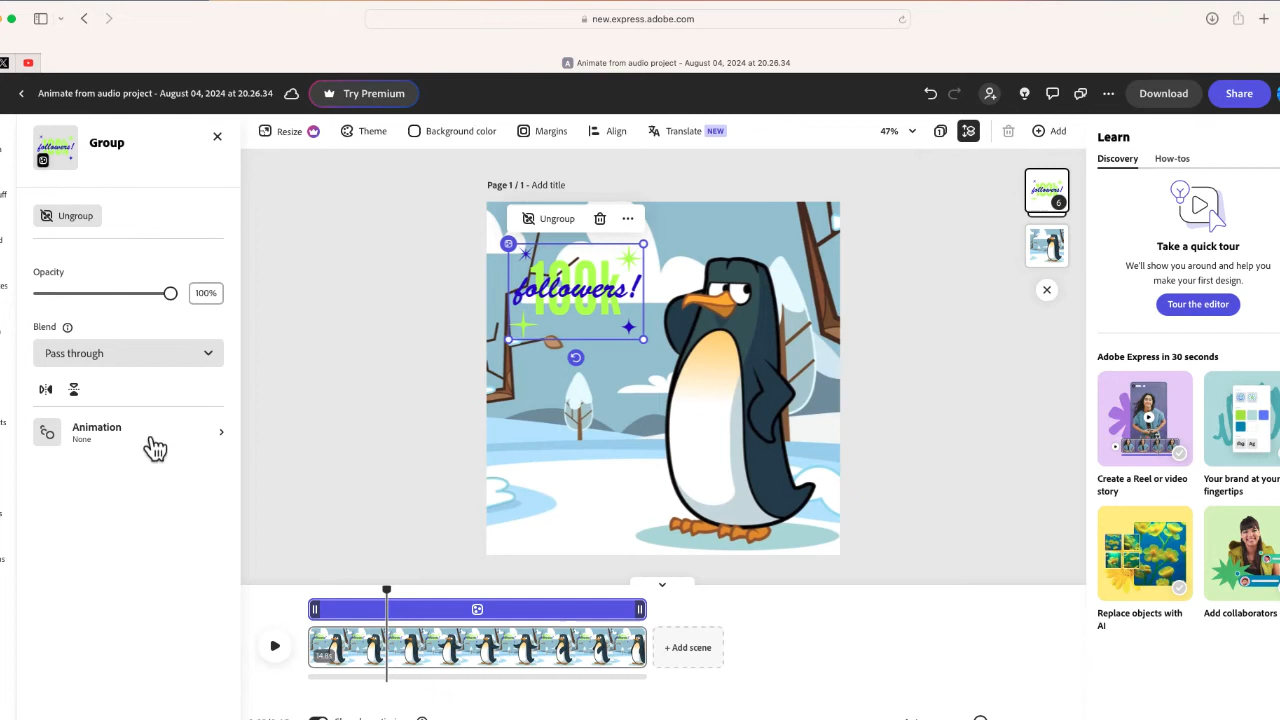 new.express.adobe.com
Animate from audio project - August 04, 2024 at 20.26.34
Animate from audio project - August 04, 2024 at 20.26.34
Try Premium
Download
Share
Group
Resize
Theme
Background color
Margins
Align
Translate NEW
47%
Add
Ungroup
Opacity
100%
Blend
Pass through
Animation
None
Page 1 / 1 - Add title
Ungroup
100k
followers!
6
14.8s
+ Add scene
Learn
Discovery
How-tos
Take a quick tour
We'll show you around and help you
make your first design.
Tour the editor
Adobe Express in 30 seconds
Create a Reel or video
story
Your brand at your
fingertips
Replace objects with
AI
Add collaborators